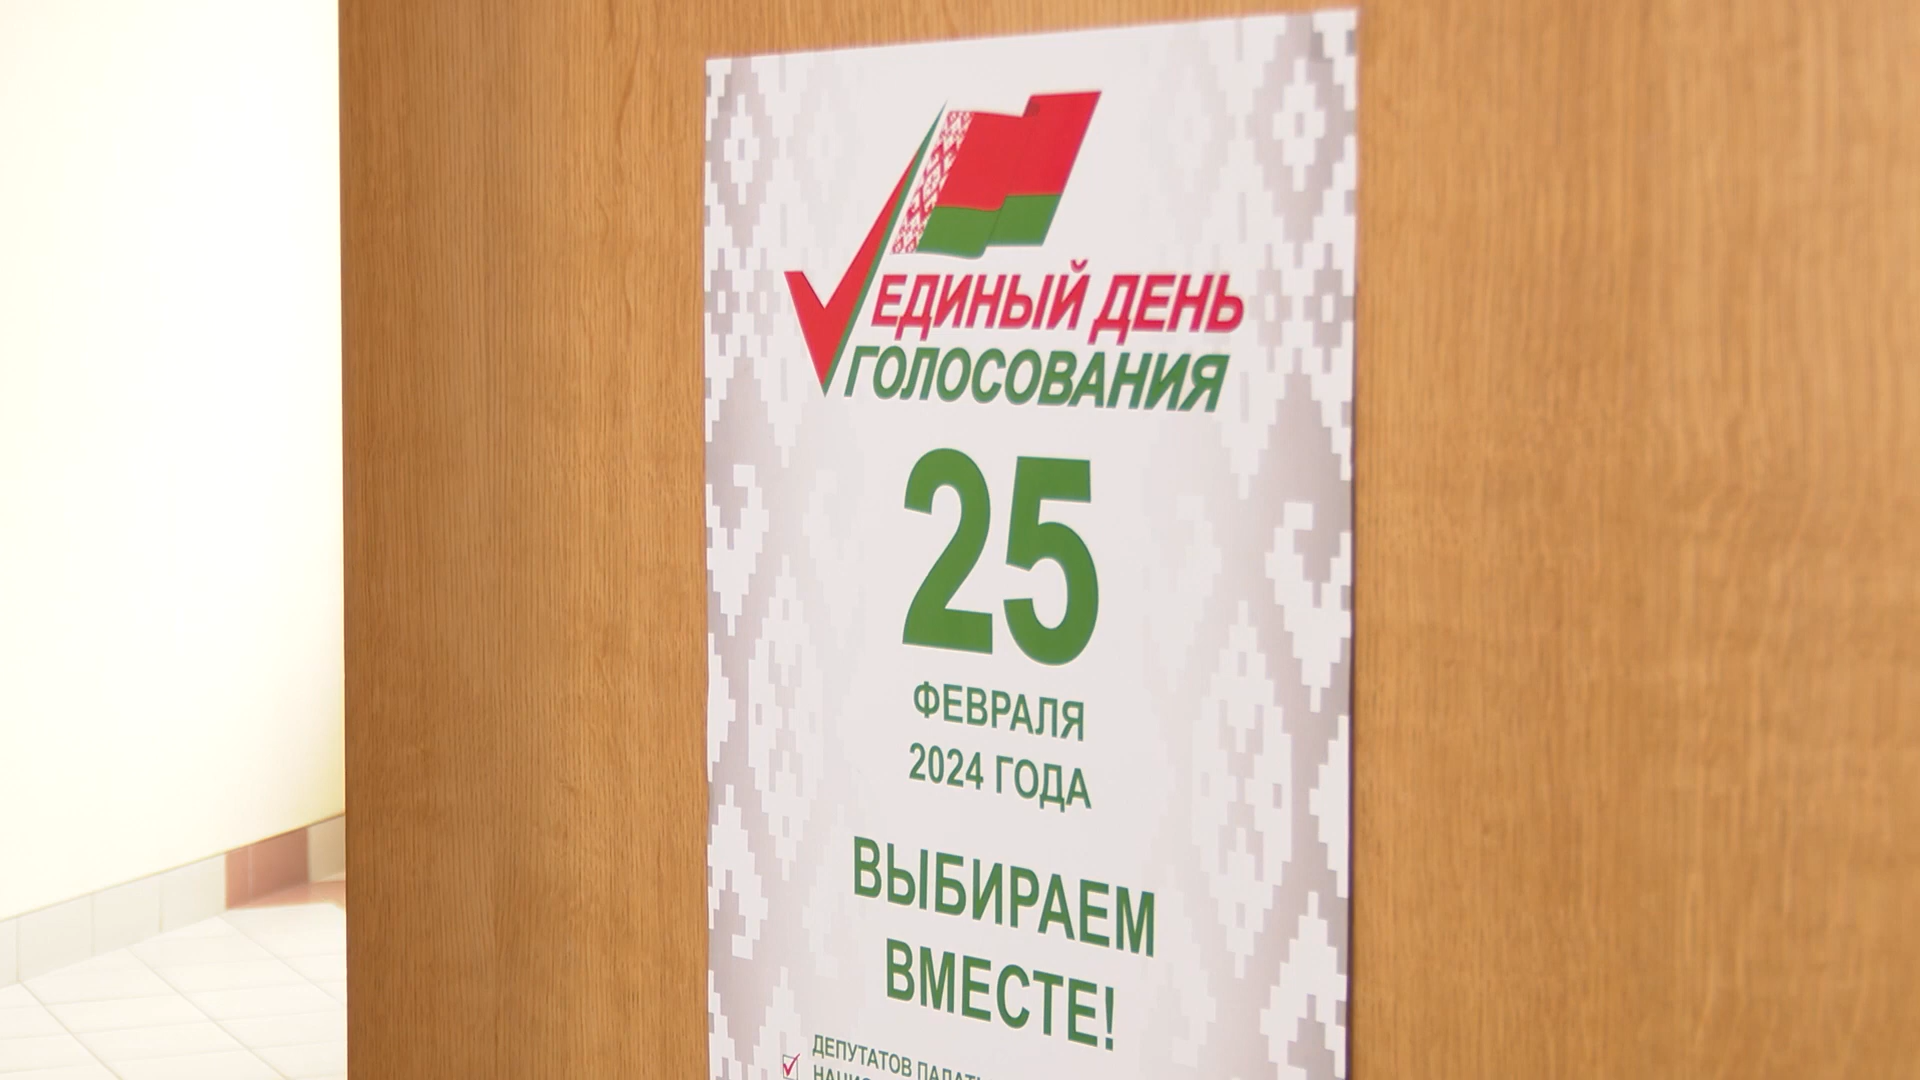 ЕДИНЫЙ ДЕНЬ
ГОЛОСОВАНИЯ
25
ФЕВРАЛЯ
2024 ГОДА
ВЫБИРАЕМ
ВМЕСТЕ!
ДЕПУТАТОВ